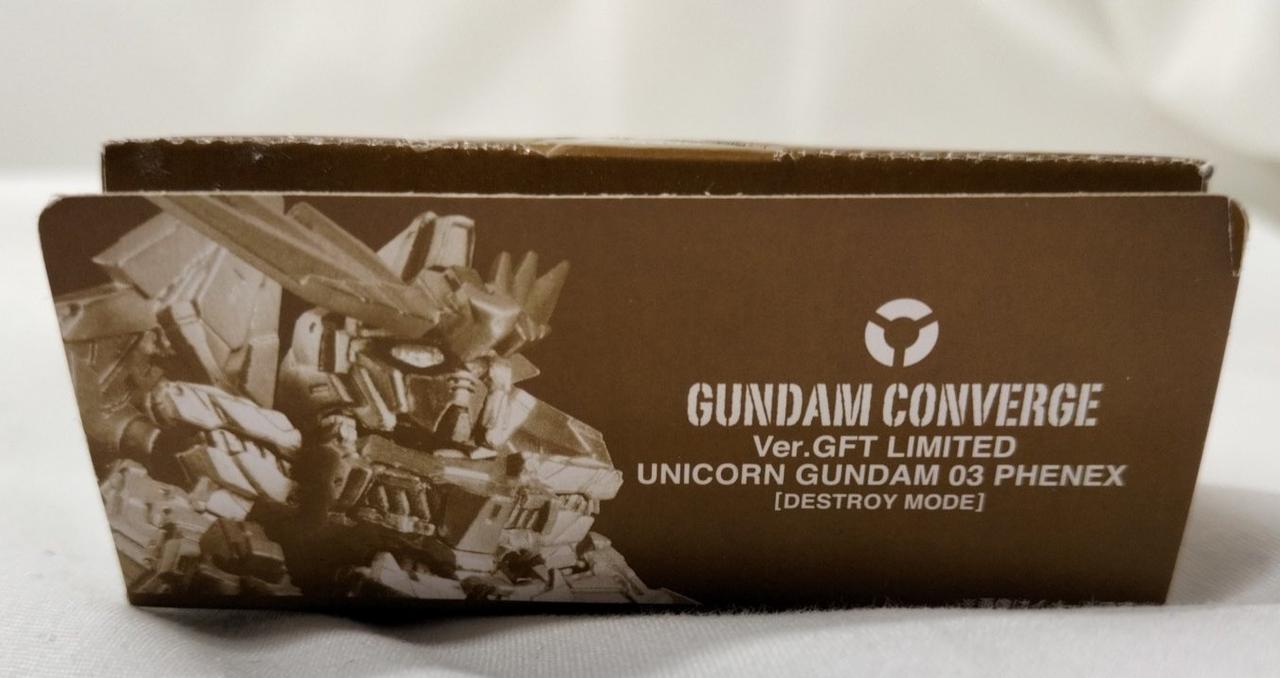 GUNDAM CONVERGE
Ver.GFT LIMITED
UNICORN GUNDAM 03 PHENEX
[DESTROY MODE]